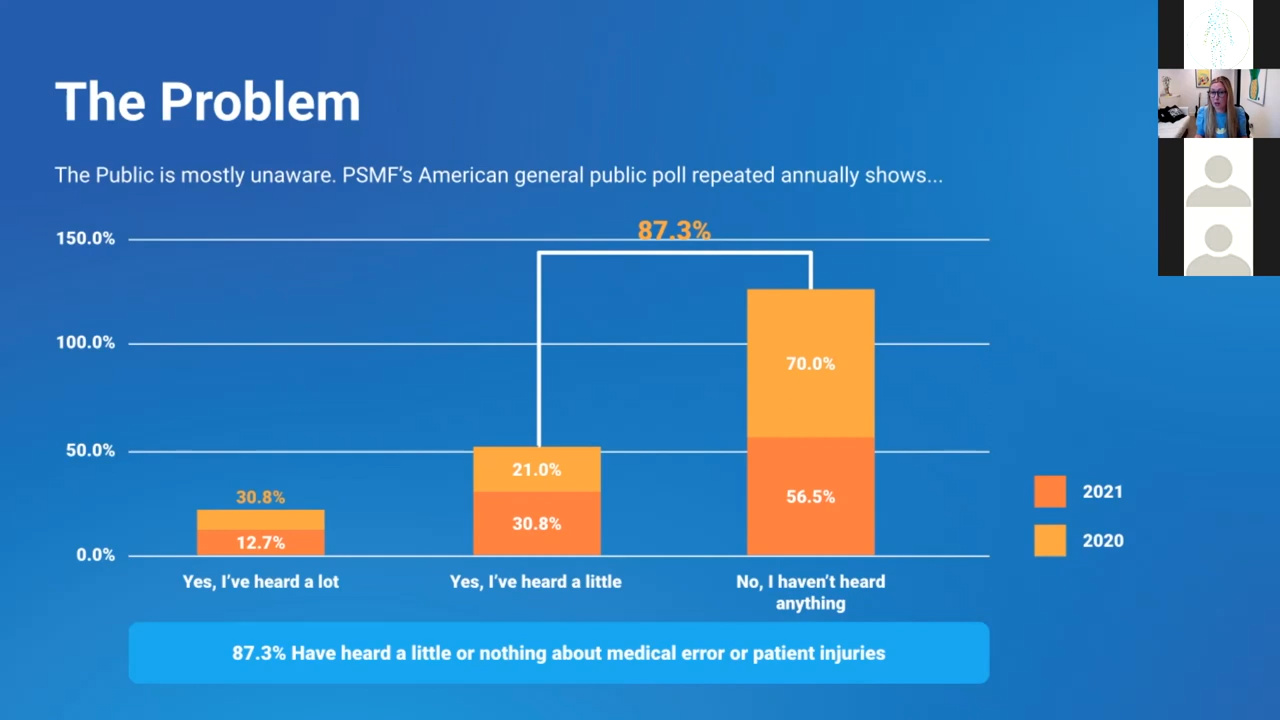 The Problem
The Public is mostly unaware. PSMF’s American general public poll repeated annually shows...
87.3%
150.0%
100.0%
70.0%
50.0%
21.0%
30.8%
56.5%
30.8%
12.7%
0.0%
2021
2020
Yes, I’ve heard a lot
Yes, I’ve heard a little
No, I haven’t heard
anything
87.3% Have heard a little or nothing about medical error or patient injuries